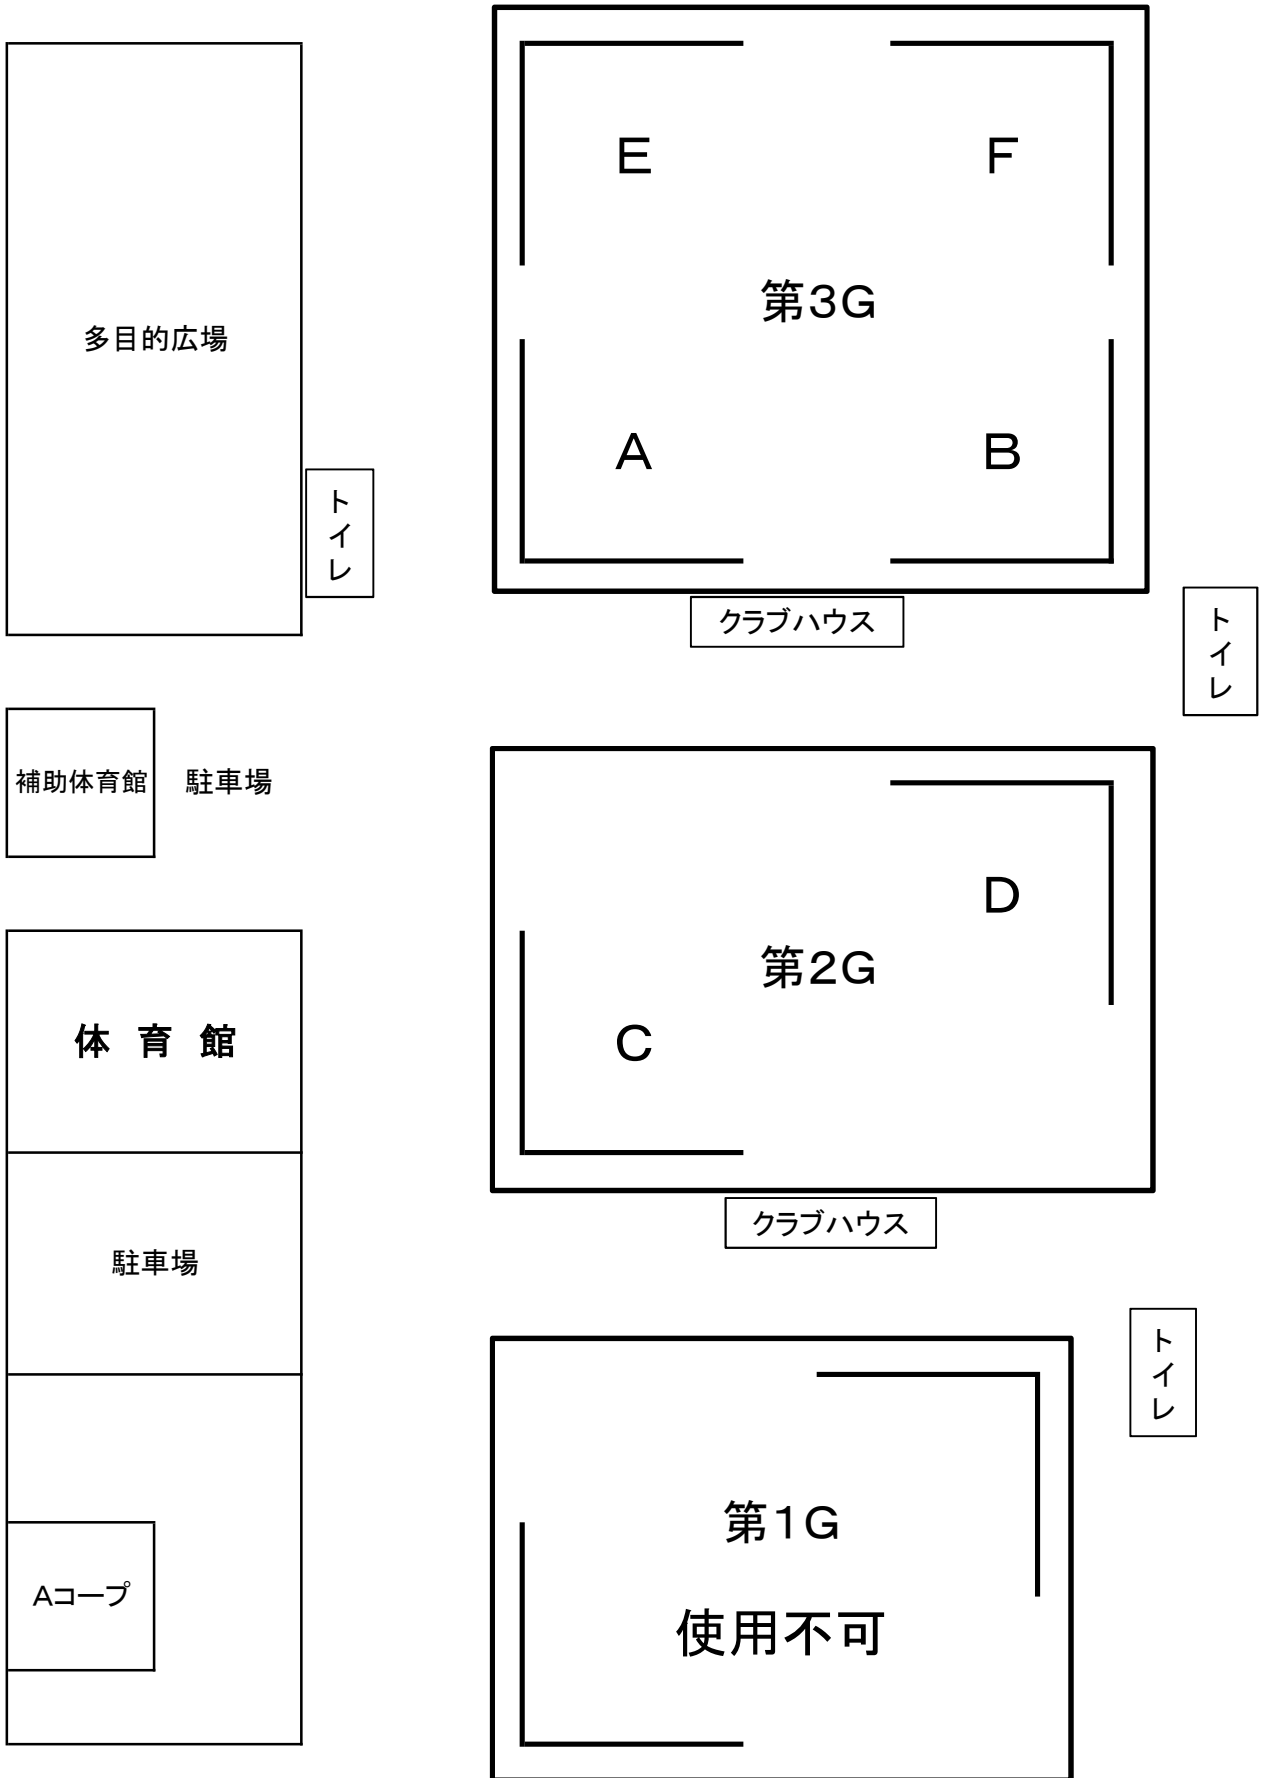 E
F
第3G
多目的広場
A
B
トイレ
クラブハウス
トイレ
補助体育館
駐車場
D
第2G
体 育 館
C
クラブハウス
駐車場
トイレ
第1G
Aコープ
使用不可